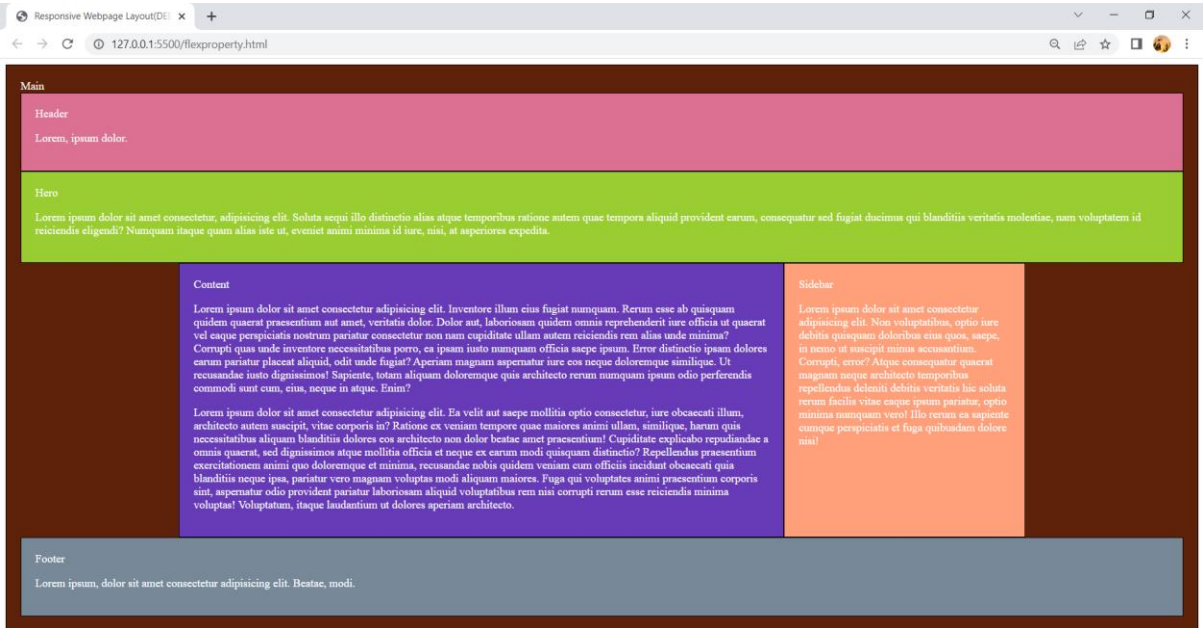 Responsive Webpage Layout(DE
127.0.0.1:5500/flexproperty.html
Main
Header
Lorem, ipsum dolor.
Hero
Lorem ipsum dolor sit amet consectetur, adipisicing elit. Soluta sequi illo distinctio alias atque temporibus ratione autem quae tempora aliquid provident earum, consequatur sed fugiat ducimus qui blanditiis veritatis molestiae, nam voluptatem id
reiciendis eligendi? Numquam itaque quam alias iste ut, eveniet animi minima id iure, nisi, at asperiores expedita.
Content
Lorem ipsum dolor sit amet consectetur adipisicing elit. Inventore illum eius fugiat numquam. Rerum esse ab quisquam
quidem quaerat praesentium aut amet, veritatis dolor. Dolor aut, laboriosam quidem omnis reprehenderit iure officia ut quaerat
vel eaque perspiciatis nostrum pariatur consectetur non nam cupiditate ullam autem reiciendis rem alias unde minima?
Corrupti quas unde inventore necessitatibus porro, ea ipsam iusto numquam officia saepe ipsum. Error distinctio ipsam dolores
earum pariatur placeat aliquid, odit unde fugiat? Aperiam magnam aspernatur iure eos neque doloremque similique. Ut
recusandae iusto dignissimos! Sapiente, totam aliquam doloremque quis architecto rerum numquam ipsum odio perferendis
commodi sunt cum, eius, neque in atque. Enim?
Lorem ipsum dolor sit amet consectetur adipisicing elit. Ea velit aut saepe mollitia optio consectetur, iure obcaecati illum,
architecto autem suscipit, vitae corporis in? Ratione ex veniam tempore quae maiores animi ullam, similique, harum quis
necessitatibus aliquam blanditiis dolores eos architecto non dolor beatae amet praesentium! Cupiditate explicabo repudiandae a
omnis quaerat, sed dignissimos atque mollitia officia et neque ex earum modi quisquam distinctio? Repellendus praesentium
exercitationem animi quo doloremque et minima, recusandae nobis quidem veniam cum officiis incidunt obcaecati quia
blanditiis neque ipsa, pariatur vero magnam voluptas modi aliquam maiores. Fuga qui voluptates animi praesentium corporis
sint, aspernatur odio provident pariatur laboriosam aliquid voluptatibus rem nisi corrupti rerum esse reiciendis minima
voluptas! Voluptatum, itaque laudantium ut dolores aperiam architecto.
Sidebar
Lorem ipsum dolor sit amet consectetur
adipisicing elit. Non voluptatibus, optio iure
debitis quisquam doloribus eius quos, saepe,
in nemo ut suscipit minus accusantium.
Corrupti, error? Atque consequatur quaerat
magnam neque architecto temporibus
repellendus deleniti debitis veritatis hic soluta
rerum facilis vitae eaque ipsum pariatur, optio
minima numquam vero! Illo rerum ea sapiente
cumque perspiciatis et fuga quibusdam dolore
nisi!
Footer
Lorem ipsum, dolor sit amet consectetur adipisicing elit. Beatae, modi.